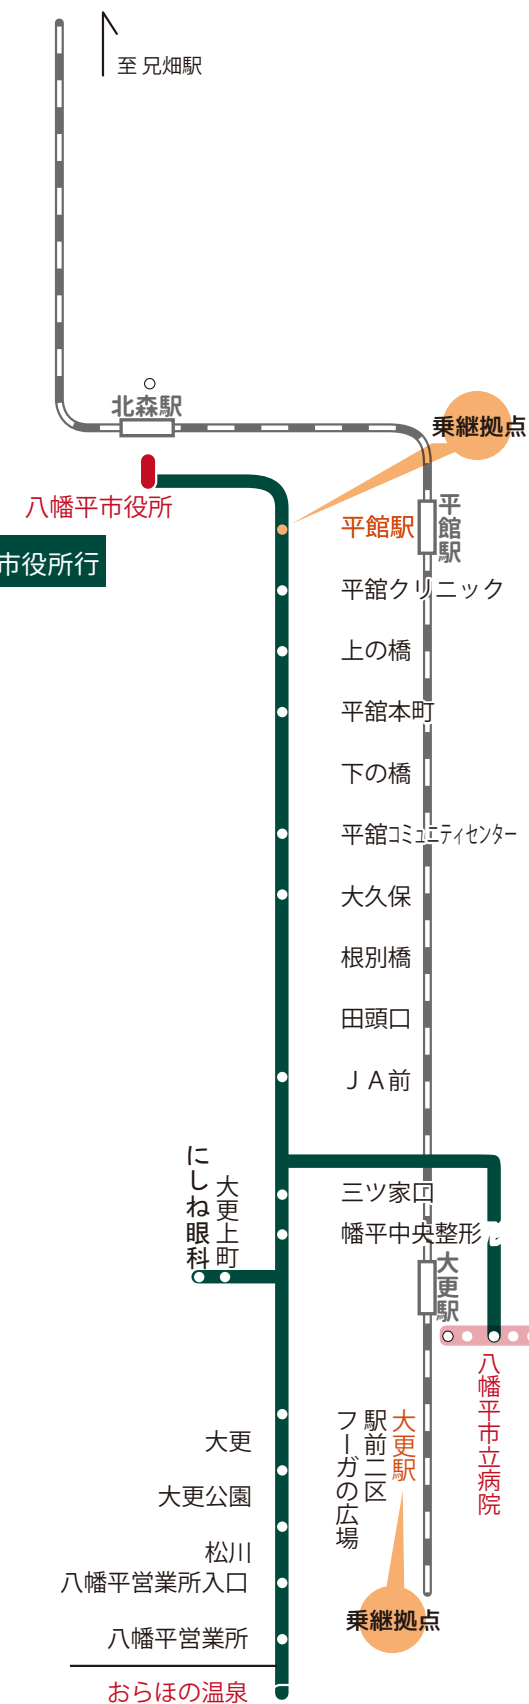 至 兄畑駅
北森駅
乗継拠点
八幡平市役所
平館駅
平館駅
市役所行
平舘クリニック
上の橋
平舘本町
下の橋
平舘コミュニティセンター
大久保
根別橋
田頭口
ＪＡ前
にしね眼科
大更上町
三ツ家口
幡平中央整形
大更駅
八幡平市立病院
大更駅
駅前二区
フーガの広場
大更
大更公園
松川
八幡平営業所入口
乗継拠点
八幡平営業所
おらほの温泉